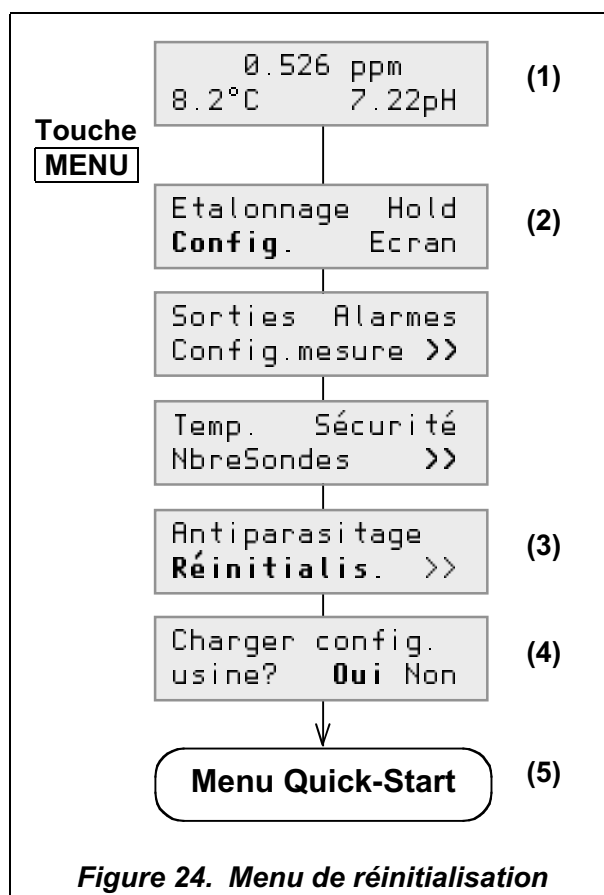 0.526 ppm
8.2°C 7.22pH
(1)
Touche
MENU
Etalonnage Hold
Config. Ecran
(2)
Sorties Alarmes
Config.mesure >>
Temp. Sécurité
NbreSondes >>
Antiparasitage
Réinitialis. >>
(3)
Charger config.
usine? Oui Non
(4)
Menu Quick-Start
(5)
Figure 24. Menu de réinitialisation